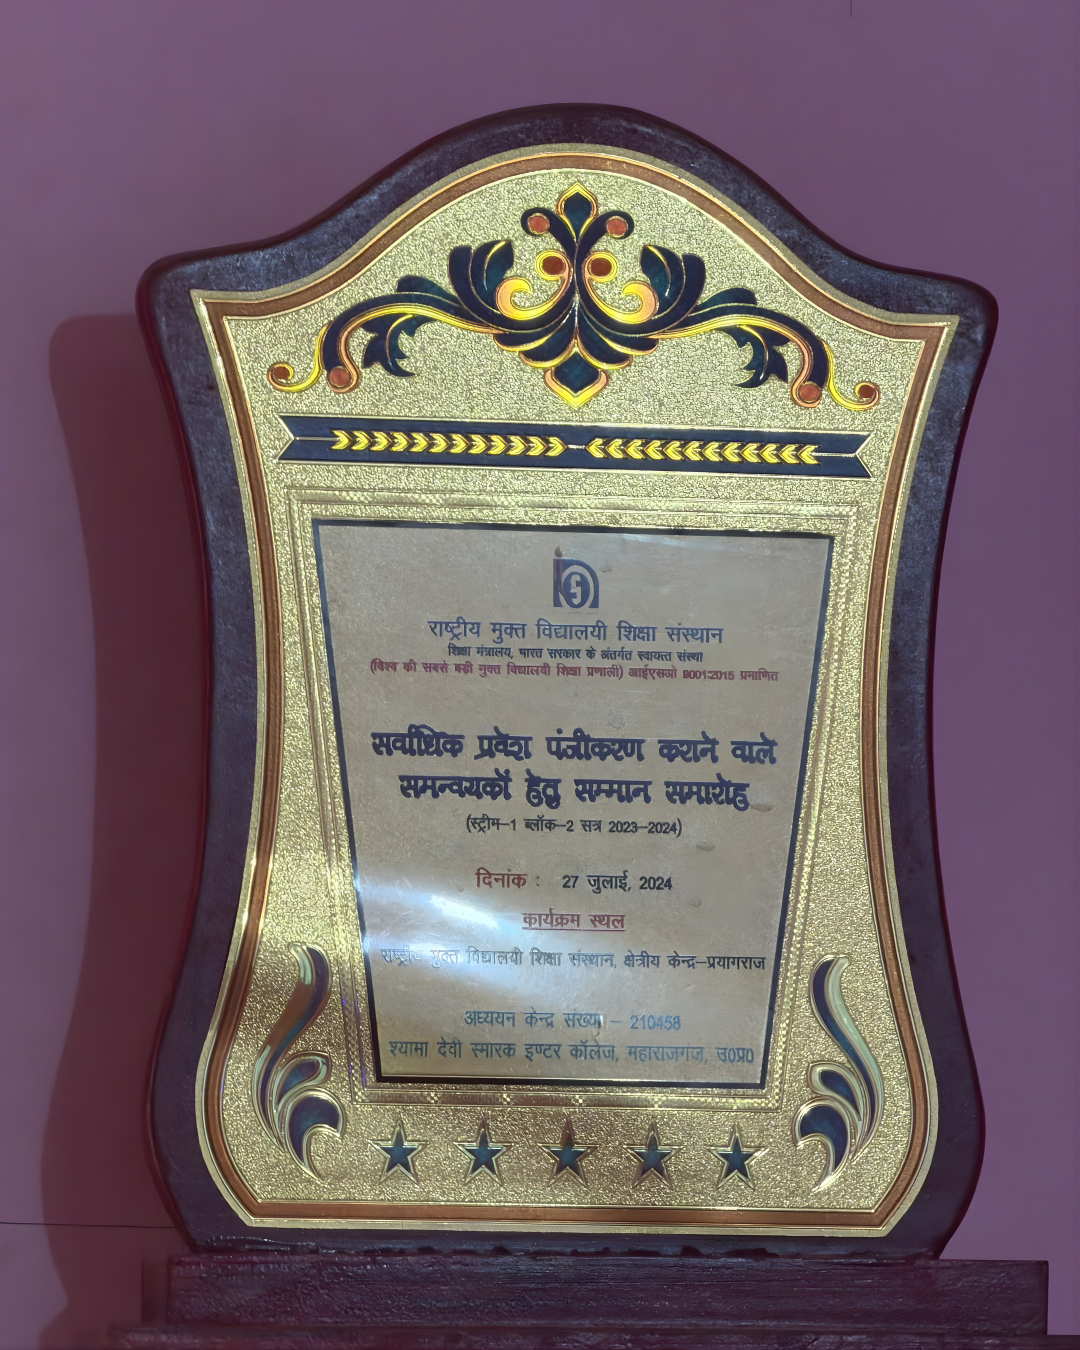 राष्ट्रीय मुक्त विद्यालयी शिक्षा संस्थान
शिक्षा मंत्रालय, भारत सरकार के अंतर्गत स्वायत्त संस्था
(विश्व की सबसे बड़ी मुक्त विद्यालयी शिक्षा प्रणाली) आईएसओ 9001:2015 प्रमाणित
सर्वाधिक प्रवेश पंजीकरण कराने वाले
समन्वयकों हेतु सम्मान समारोह
(स्ट्रीम–1 ब्लॉक–2 सत्र 2023–2024)
दिनांक : 27 जुलाई, 2024
कार्यक्रम स्थल
राष्ट्रीय मुक्त विद्यालयी शिक्षा संस्थान, क्षेत्रीय केन्द्र–प्रयागराज
अध्ययन केन्द्र संख्या – 210458
श्यामा देवी स्मारक इण्टर कॉलेज, महाराजगंज, उ0प्र0